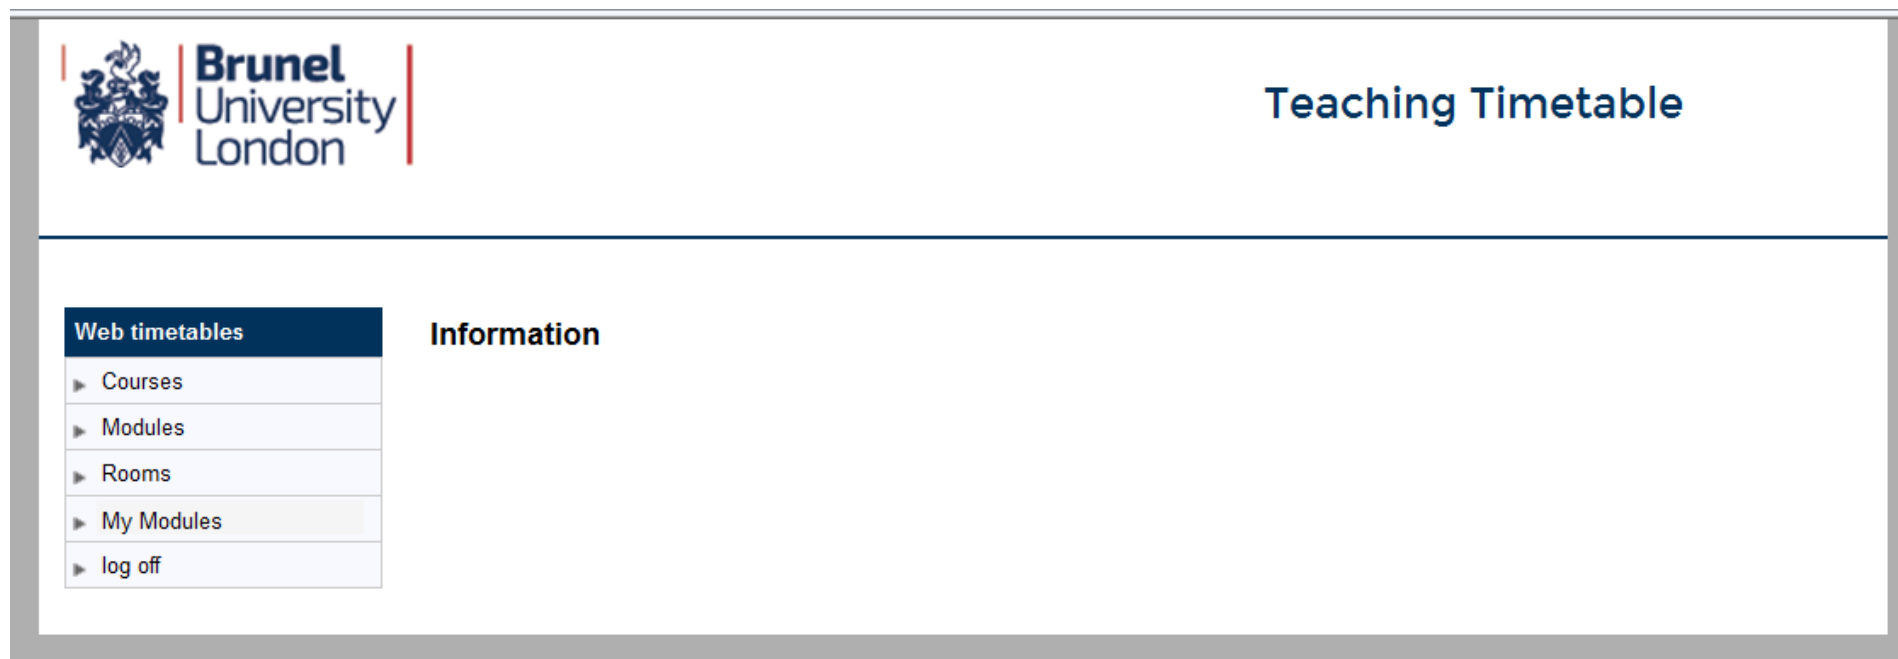 Brunel
University
London
Teaching Timetable
Web timetables
Courses
Modules
Rooms
My Modules
log off
Information